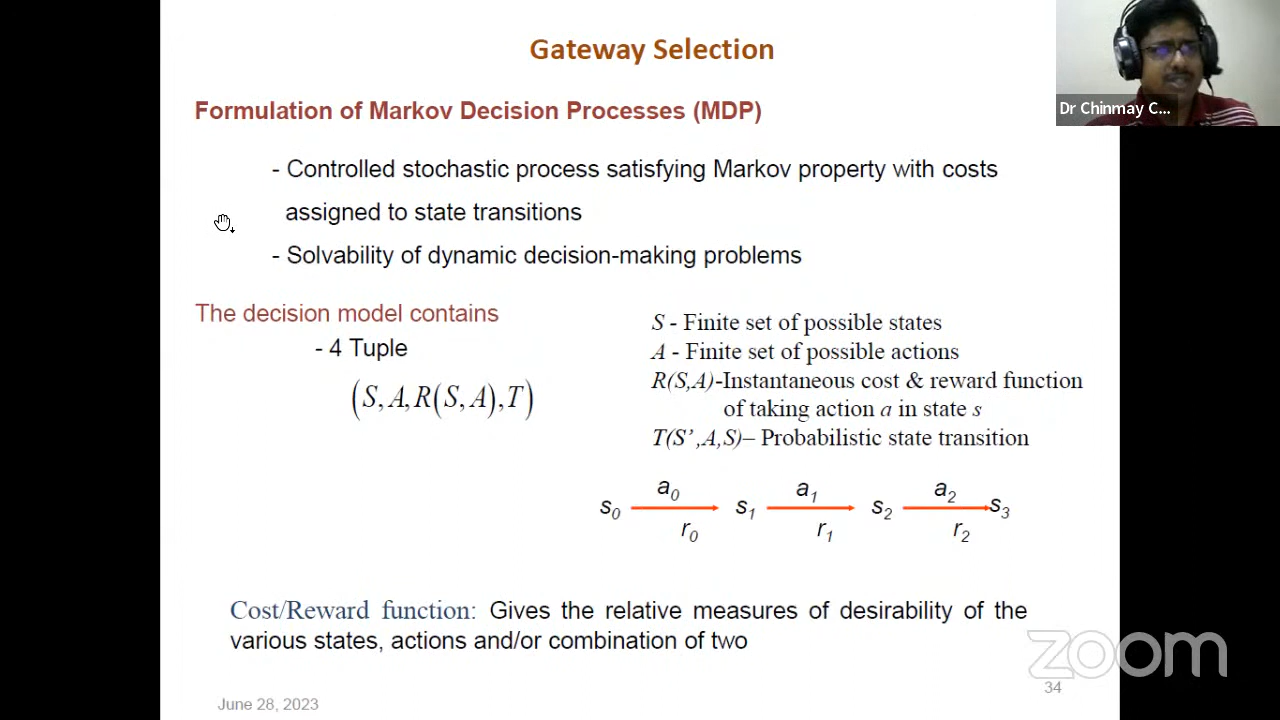 Gateway Selection
Dr Chinmay C...
Formulation of Markov Decision Processes (MDP)
- Controlled stochastic process satisfying Markov property with costs
assigned to state transitions
- Solvability of dynamic decision-making problems
The decision model contains
- 4 Tuple
(S, A, R(S, A), T)
S - Finite set of possible states
A - Finite set of possible actions
R(S,A)-Instantaneous cost & reward function
of taking action a in state s
T(S’,A,S)– Probabilistic state transition
a0 a1 a2
s0 s1 s2 s3
r0 r1 r2
Cost/Reward function: Gives the relative measures of desirability of the
various states, actions and/or combination of two
zoom
34
June 28, 2023